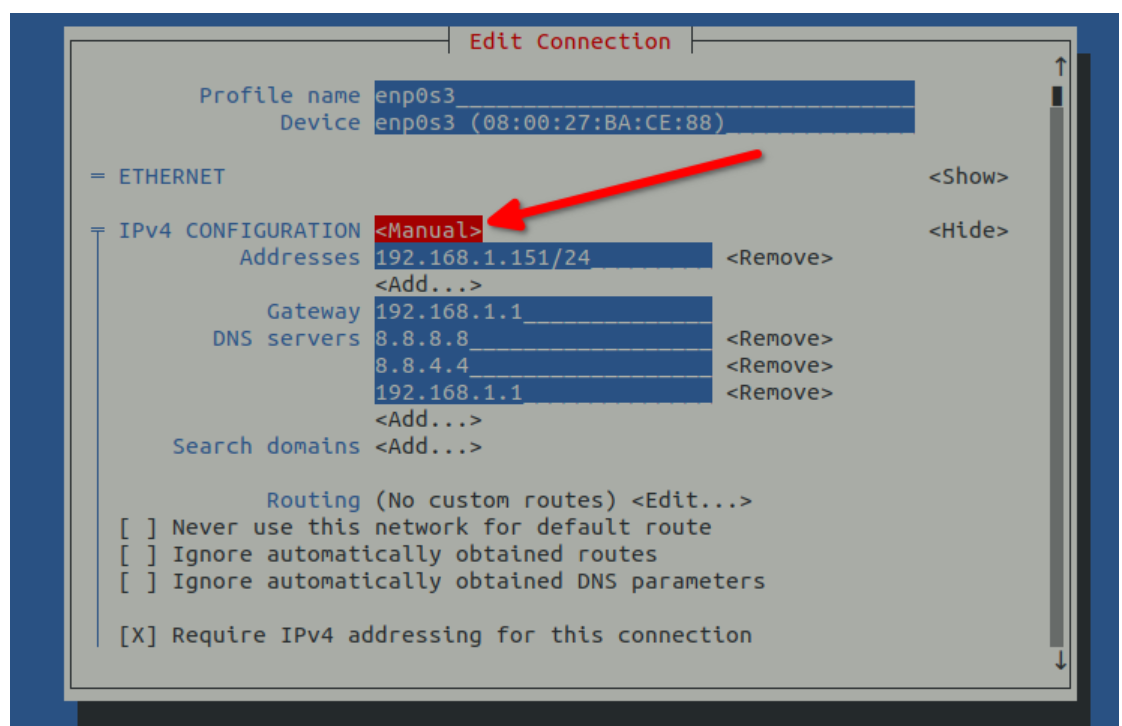 Edit Connection
Profile name enp0s3
Device enp0s3 (08:00:27:BA:CE:88)
= ETHERNET <Show>
= IPv4 CONFIGURATION <Manual> <Hide>
Addresses 192.168.1.151/24 <Remove>
<Add...>
Gateway 192.168.1.1
DNS servers 8.8.8.8 <Remove>
8.8.4.4 <Remove>
192.168.1.1 <Remove>
<Add...>
Search domains <Add...>
Routing (No custom routes) <Edit...>
[ ] Never use this network for default route
[ ] Ignore automatically obtained routes
[ ] Ignore automatically obtained DNS parameters
[X] Require IPv4 addressing for this connection